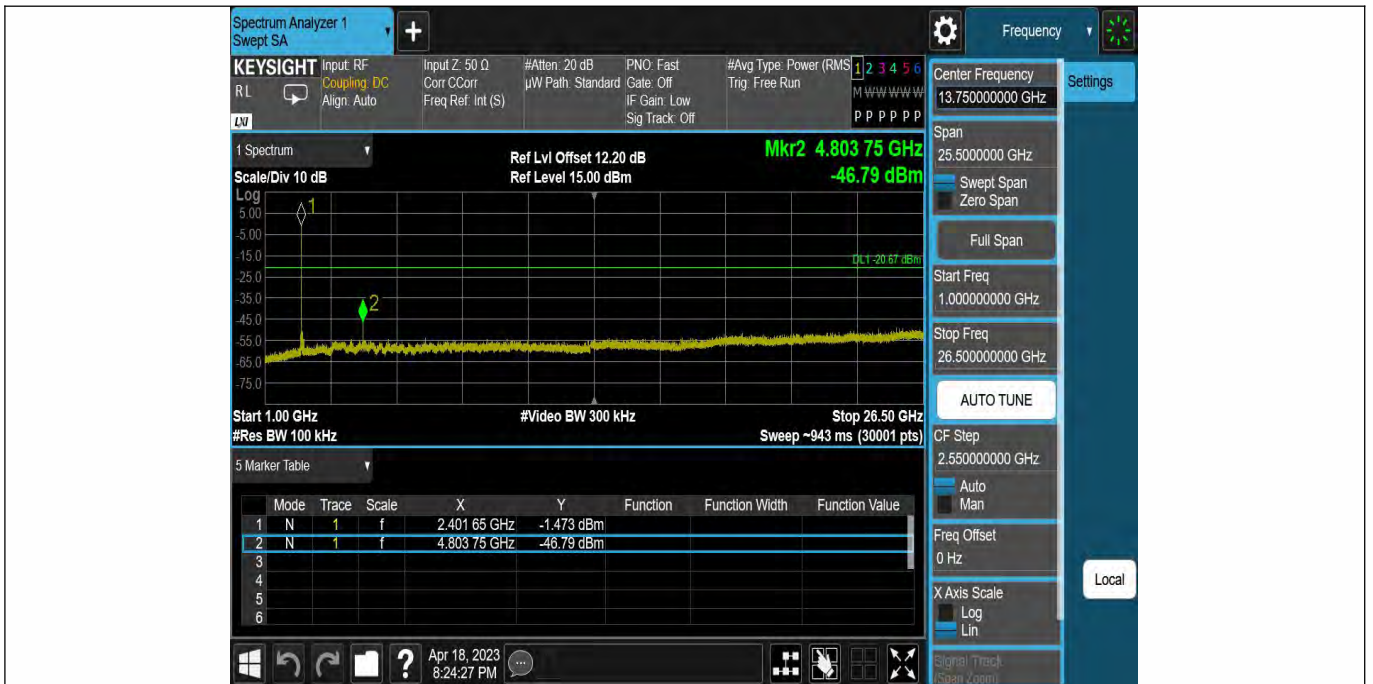 Spectrum Analyzer 1
Swept SA
+
Frequency
KEYSIGHT
RL
LXI
Input: RF
Coupling: DC
Align: Auto
Input Z: 50 Ω
Corr CCorr
Freq Ref: Int (S)
#Atten: 20 dB
µW Path: Standard
PNO: Fast
Gate: Off
IF Gain: Low
Sig Track: Off
#Avg Type: Power (RMS
Trig: Free Run
1 2 3 4 5 6
M W W W W W
P P P P P P
1 Spectrum
Scale/Div 10 dB
Ref Lvl Offset 12.20 dB
Ref Level 15.00 dBm
Mkr2 4.803 75 GHz
-46.79 dBm
Log
5.00
-5.00
-15.0
-25.0
-35.0
-45.0
-55.0
-65.0
-75.0
1
2
DL1 -20.67 dBm
Start 1.00 GHz
#Res BW 100 kHz
#Video BW 300 kHz
Stop 26.50 GHz
Sweep ~943 ms (30001 pts)
5 Marker Table
Mode Trace Scale X Y Function Function Width Function Value
1 N 1 f 2.401 65 GHz -1.473 dBm
2 N 1 f 4.803 75 GHz -46.79 dBm
3
4
5
6
Apr 18, 2023
8:24:27 PM
?
Center Frequency
13.750000000 GHz
Settings
Span
25.5000000 GHz
Swept Span
Zero Span
Full Span
Start Freq
1.000000000 GHz
Stop Freq
26.500000000 GHz
AUTO TUNE
CF Step
2.550000000 GHz
Auto
Man
Freq Offset
0 Hz
X Axis Scale
Log
Lin
Local
Signal Track
(Span Zoom)